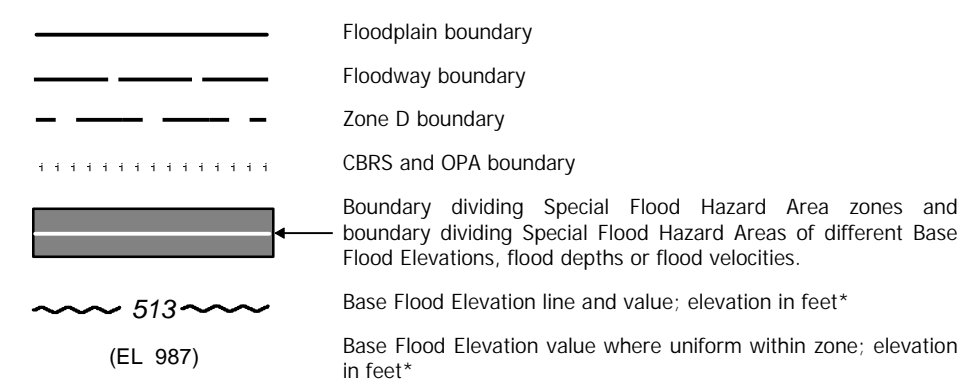 Floodplain boundary
Floodway boundary
Zone D boundary
CBRS and OPA boundary
Boundary dividing Special Flood Hazard Area zones and
boundary dividing Special Flood Hazard Areas of different Base
Flood Elevations, flood depths or flood velocities.
513 Base Flood Elevation line and value; elevation in feet*
(EL 987) Base Flood Elevation value where uniform within zone; elevation
in feet*